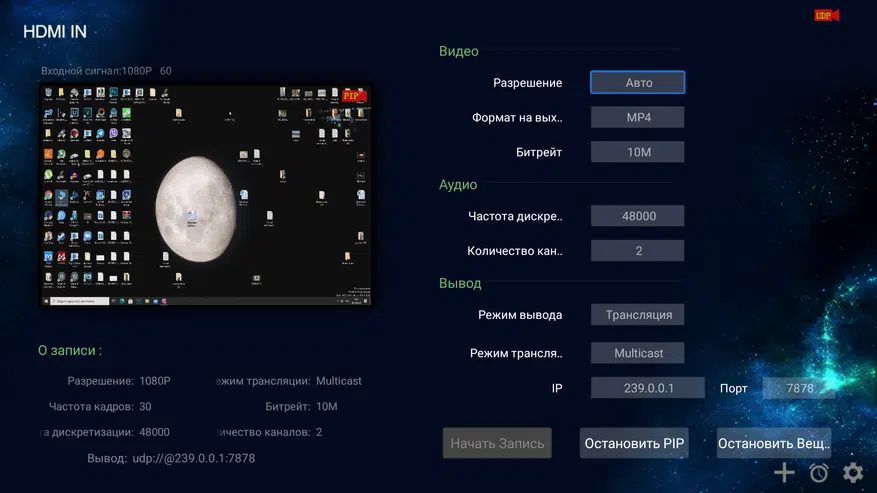 HDMI IN
UDP
Входной сигнал:1080P 60
PIP
Видео
Разрешение Авто
Формат на вых.. MP4
Битрейт 10M
Аудио
Частота дискре.. 48000
Количество кан.. 2
Вывод
Режим вывода Трансляция
Режим трансля.. Multicast
IP 239.0.0.1 Порт 7878
Начать Запись Остановить PIP Остановить Вещ..
О записи :
Разрешение: 1080P ежим трансляции: Multicast
Частота кадров: 30 Битрейт: 10M
та дискретизации: 48000 личество каналов: 2
Вывод: udp://@239.0.0.1:7878